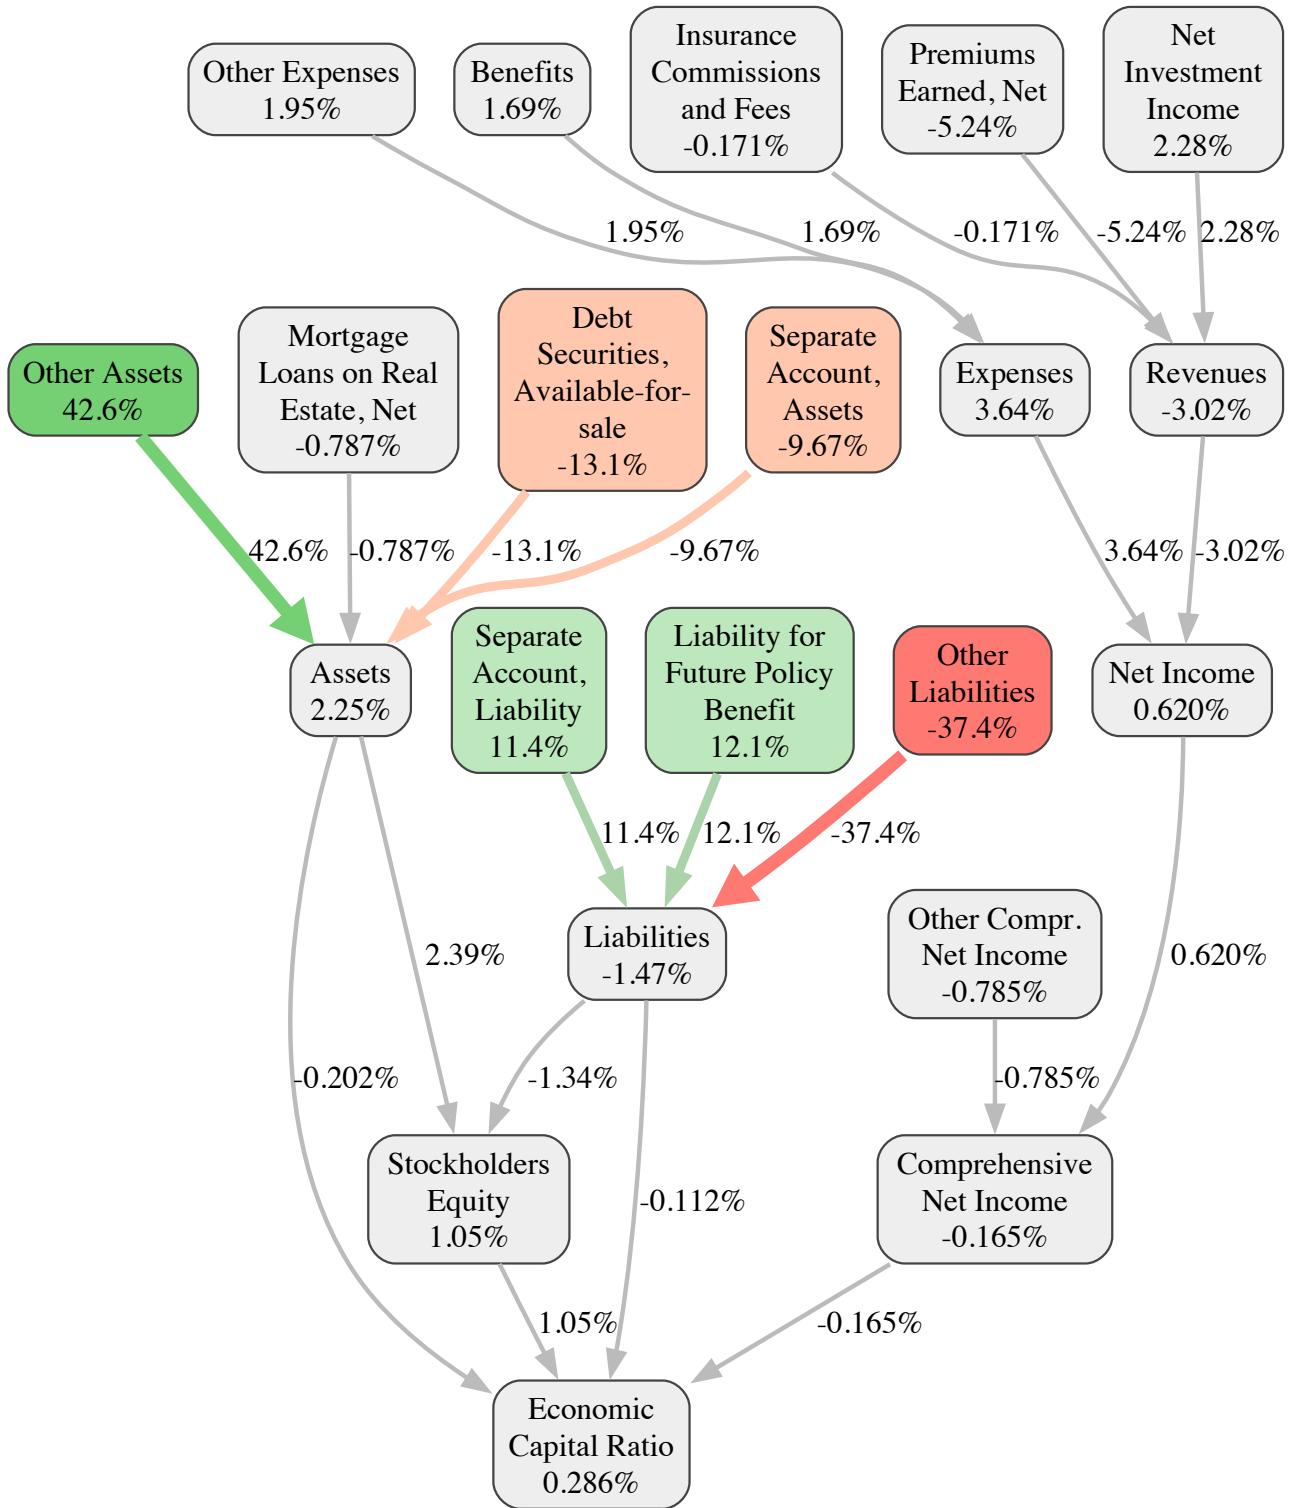 Other Expenses
1.95%
Benefits
1.69%
Insurance
Commissions
and Fees
-0.171%
Premiums
Earned, Net
-5.24%
Net
Investment
Income
2.28%
1.95%
1.69%
-0.171%
-5.24%
2.28%
Other Assets
42.6%
Mortgage
Loans on Real
Estate, Net
-0.787%
Debt
Securities,
Available-for-
sale
-13.1%
Separate
Account,
Assets
-9.67%
Expenses
3.64%
Revenues
-3.02%
42.6%
-0.787%
-13.1%
-9.67%
3.64%
-3.02%
Assets
2.25%
Separate
Account,
Liability
11.4%
Liability for
Future Policy
Benefit
12.1%
Other
Liabilities
-37.4%
Net Income
0.620%
11.4%
12.1%
-37.4%
2.39%
Liabilities
-1.47%
Other Compr.
Net Income
-0.785%
0.620%
-0.202%
-1.34%
-0.785%
Stockholders
Equity
1.05%
-0.112%
Comprehensive
Net Income
-0.165%
1.05%
-0.165%
Economic
Capital Ratio
0.286%